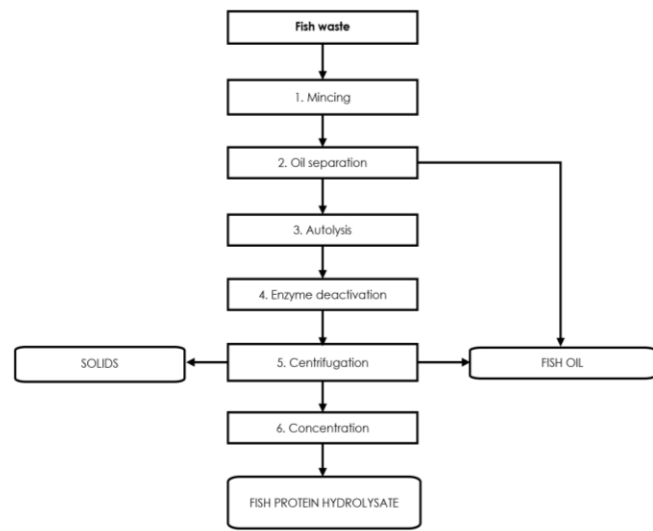 Fish waste
1. Mincing
2. Oil separation
3. Autolysis
4. Enzyme deactivation
SOLIDS
5. Centrifugation
FISH OIL
6. Concentration
FISH PROTEIN HYDROLYSATE